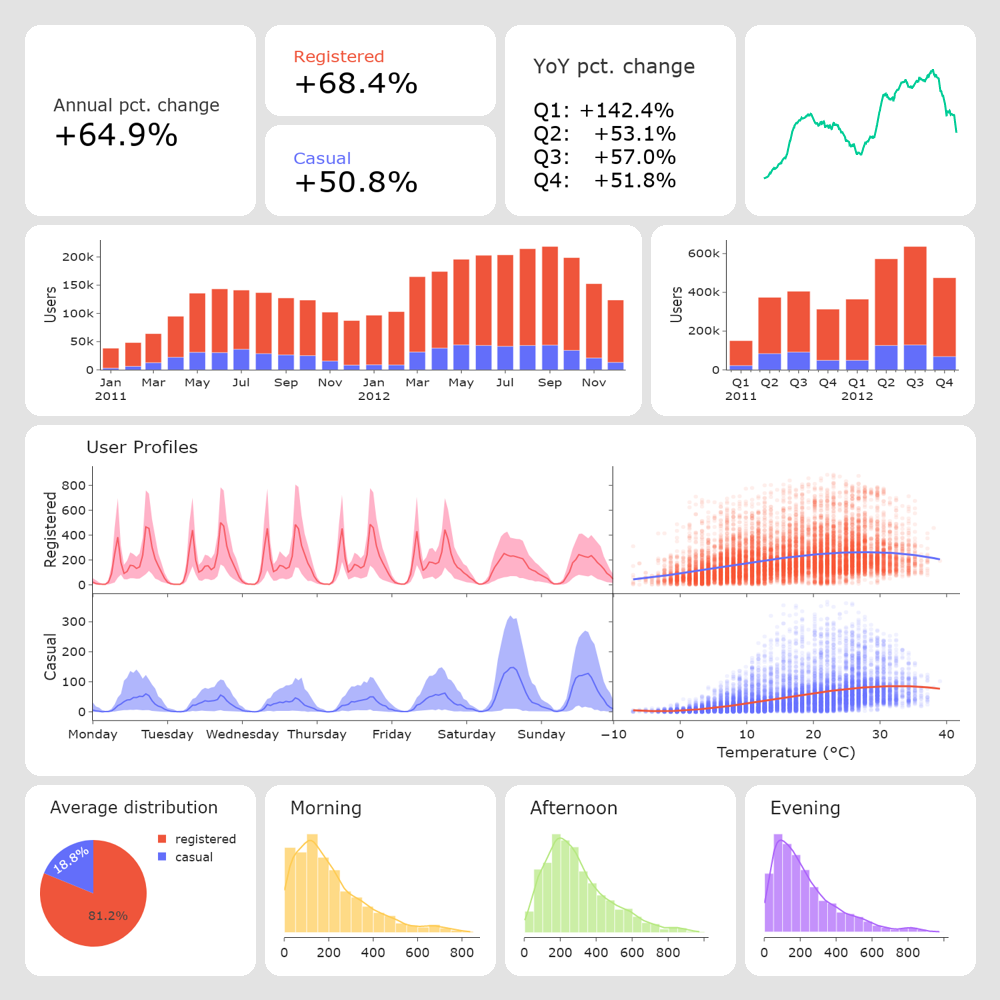 Annual pct. change
+64.9%
Registered
+68.4%
Casual
+50.8%
YoY pct. change
Q1: +142.4%
Q2: +53.1%
Q3: +57.0%
Q4: +51.8%
Users
200k
150k
100k
50k
0
Jan Mar May Jul Sep Nov Jan Mar May Jul Sep Nov
2011 2012
Users
600k
400k
200k
0
Q1 Q2 Q3 Q4 Q1 Q2 Q3 Q4
2011 2012
User Profiles
Registered
800
600
400
200
0
Casual
300
200
100
0
Monday Tuesday Wednesday Thursday Friday Saturday Sunday
−10 0 10 20 30 40
Temperature (°C)
Average distribution
registered
casual
18.8%
81.2%
Morning
0 200 400 600 800
Afternoon
0 200 400 600 800
Evening
0 200 400 600 800